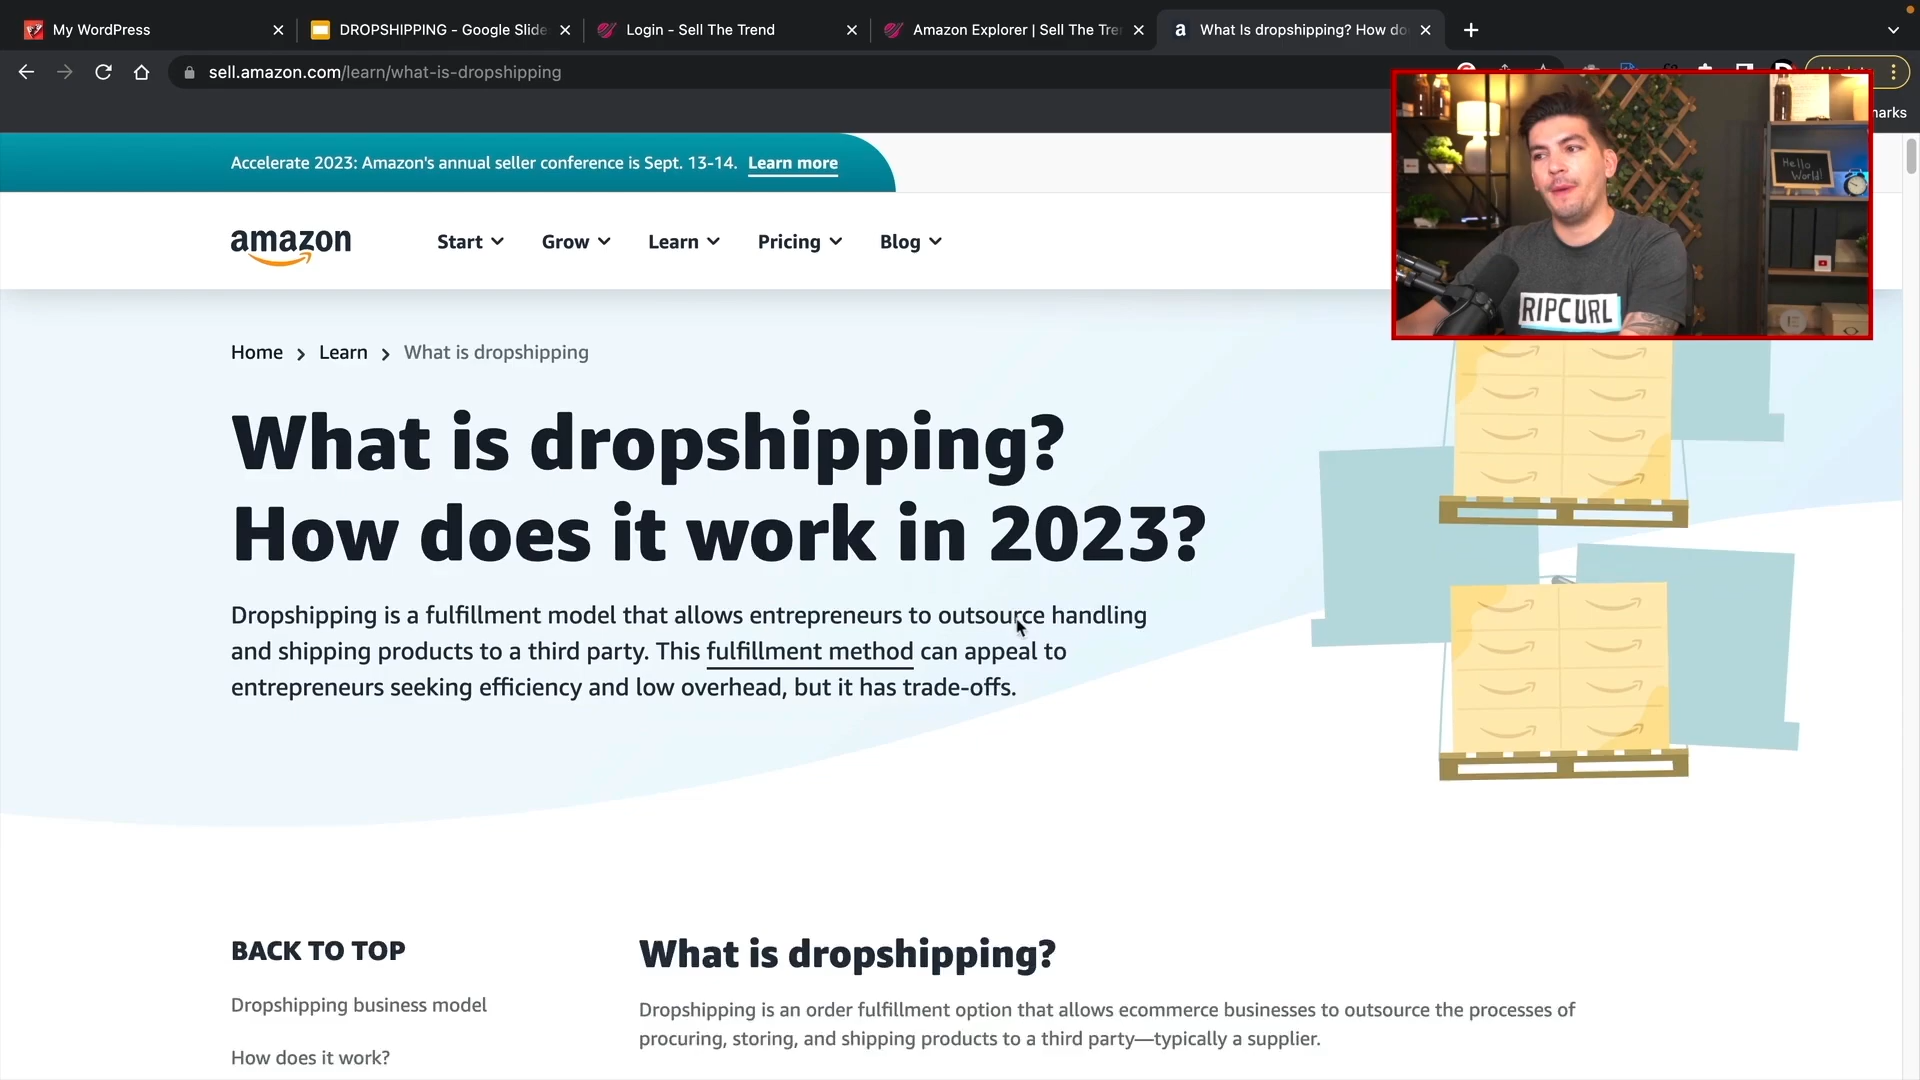 My WordPress
DROPSHIPPING - Google Slide
Login - Sell The Trend
Amazon Explorer | Sell The Tre
What Is dropshipping? How do
sell.amazon.com/learn/what-is-dropshipping
Accelerate 2023: Amazon's annual seller conference is Sept. 13-14. Learn more
amazon
Start
Grow
Learn
Pricing
Blog
Hello
World!
RIPCURL
Home > Learn > What is dropshipping
What is dropshipping?
How does it work in 2023?
Dropshipping is a fulfillment model that allows entrepreneurs to outsource handling
and shipping products to a third party. This fulfillment method can appeal to
entrepreneurs seeking efficiency and low overhead, but it has trade-offs.
BACK TO TOP
Dropshipping business model
How does it work?
What is dropshipping?
Dropshipping is an order fulfillment option that allows ecommerce businesses to outsource the processes of
procuring, storing, and shipping products to a third party—typically a supplier.